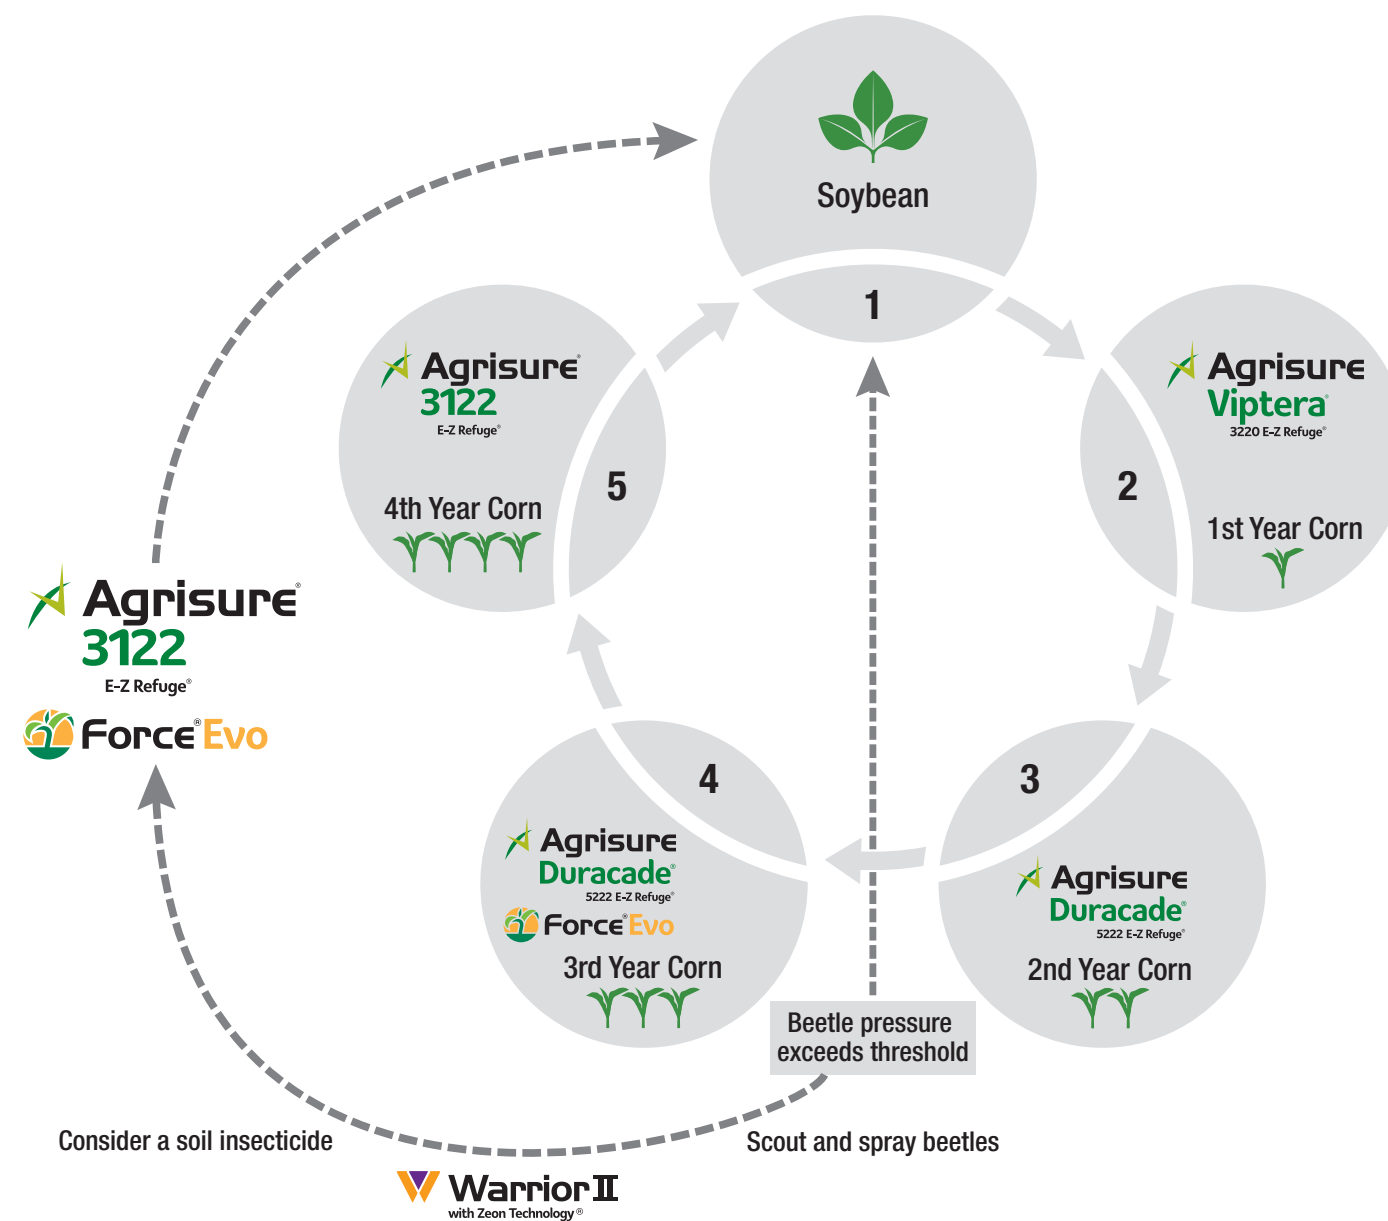 Soybean
1
Agrisure
Viptera®
3220 E-Z Refuge®
2
1st Year Corn
3
Agrisure
Duracade®
5222 E-Z Refuge®
2nd Year Corn
4
Agrisure
Duracade®
5222 E-Z Refuge®
Force® Evo
3rd Year Corn
Agrisure®
3122
E-Z Refuge®
5
4th Year Corn
Agrisure®
3122
E-Z Refuge®
Force® Evo
Beetle pressure
exceeds threshold
Scout and spray beetles
Consider a soil insecticide
Warrior II
with Zeon Technology®